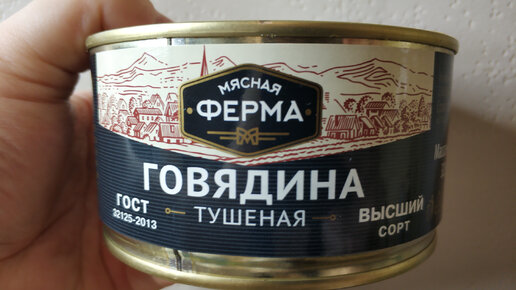 МЯСНАЯ
ФЕРМА
ГОВЯДИНА
ТУШЕНАЯ
ГОСТ
32125-2013
ВЫСШИЙ
СОРТ